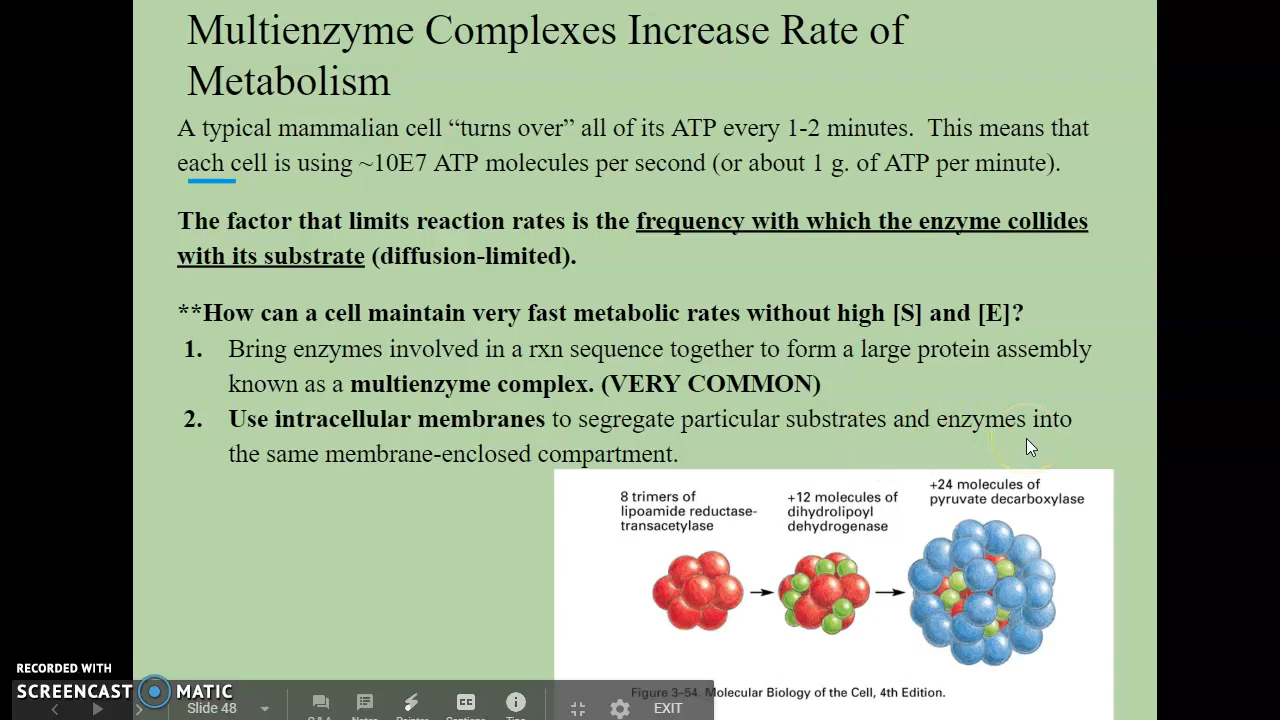 Multienzyme Complexes Increase Rate of
Metabolism
A typical mammalian cell “turns over” all of its ATP every 1-2 minutes.  This means that
each cell is using ~10E7 ATP molecules per second (or about 1 g. of ATP per minute).
The factor that limits reaction rates is the frequency with which the enzyme collides
with its substrate (diffusion-limited).
**How can a cell maintain very fast metabolic rates without high [S] and [E]?
1. Bring enzymes involved in a rxn sequence together to form a large protein assembly
known as a multienzyme complex. (VERY COMMON)
2. Use intracellular membranes to segregate particular substrates and enzymes into
the same membrane-enclosed compartment.
8 trimers of
lipoamide reductase-
transacetylase
+12 molecules of
dihydrolipoyl
dehydrogenase
+24 molecules of
pyruvate decarboxylase
Figure 3–54. Molecular Biology of the Cell, 4th Edition.
RECORDED WITH
SCREENCAST MATIC
Slide 48
EXIT